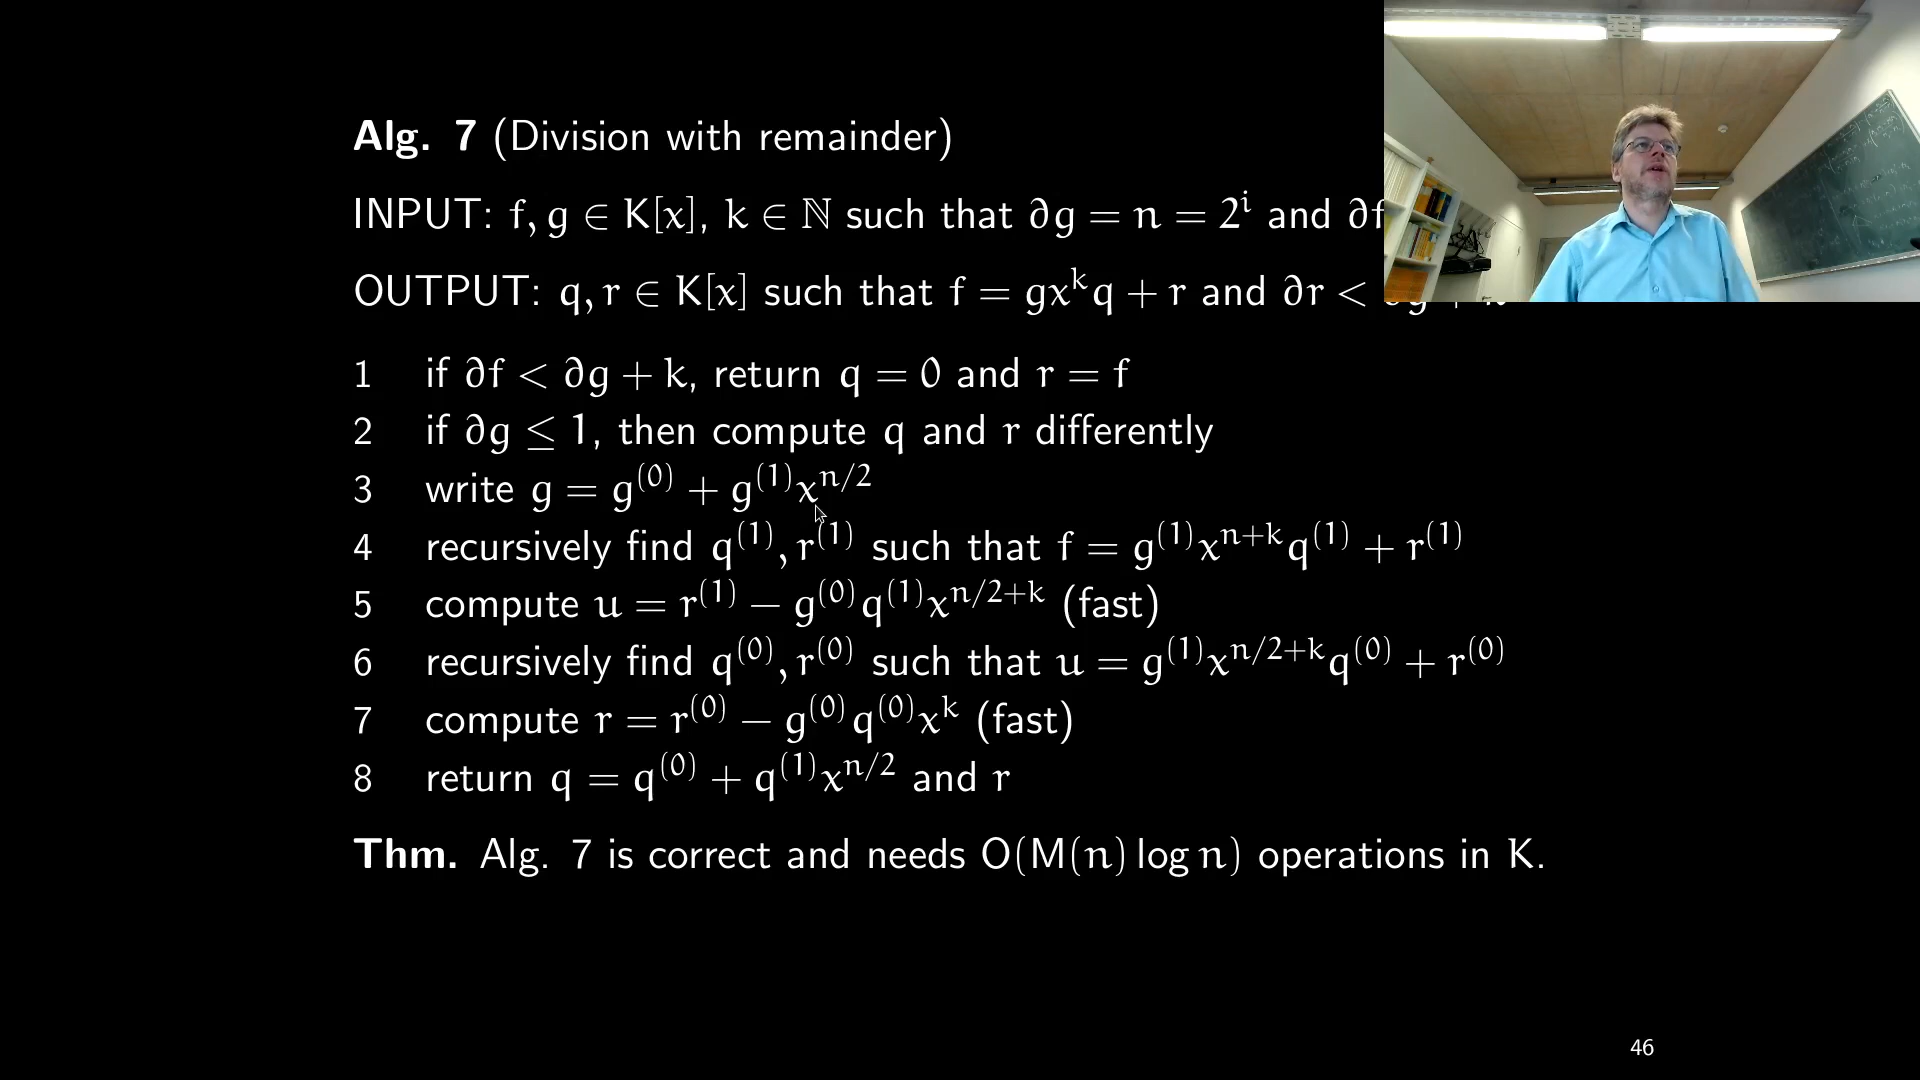 Alg. 7 (Division with remainder)
INPUT: f, g ∈ K[x], k ∈ ℕ such that ∂g = n = 2^i and ∂f
OUTPUT: q, r ∈ K[x] such that f = gx^k q + r and ∂r <
1 if ∂f < ∂g + k, return q = 0 and r = f
2 if ∂g ≤ 1, then compute q and r differently
3 write g = g^(0) + g^(1)x^{n/2}
4 recursively find q^(1), r^(1) such that f = g^(1)x^{n+k}q^(1) + r^(1)
5 compute u = r^(1) − g^(0)q^(1)x^{n/2+k} (fast)
6 recursively find q^(0), r^(0) such that u = g^(1)x^{n/2+k}q^(0) + r^(0)
7 compute r = r^(0) − g^(0)q^(0)x^k (fast)
8 return q = q^(0) + q^(1)x^{n/2} and r
Thm. Alg. 7 is correct and needs O(M(n) log n) operations in K.
46